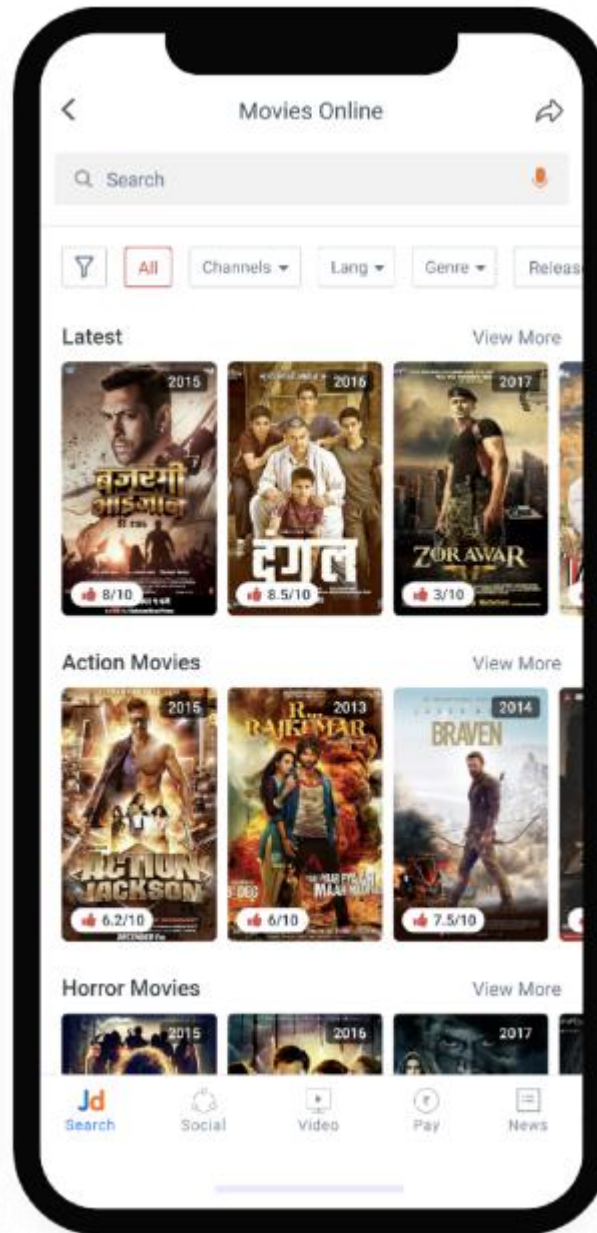 Movies Online
Search
All Channels Lang Genre Releas
Latest View More
2015 2016 2017
बजरंगी
भाईजान
दंगल
ZORAWAR
8/10 8.5/10 3/10
Action Movies View More
2015 2013 2014
R...
RAJKUMAR
BRAVEN
ACTION
JACKSON
6.2/10 6/10 7.5/10
Horror Movies View More
2015 2016 2017
Jd
Search Social Video Pay News